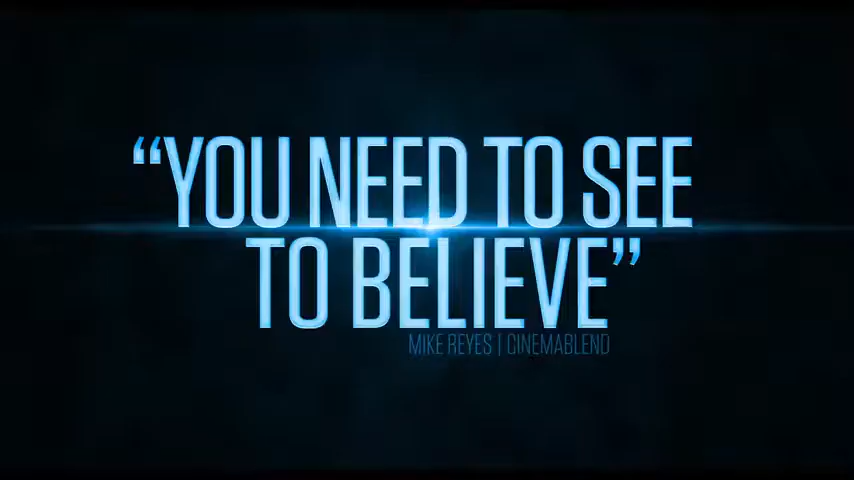 “YOU NEED TO SEE
TO BELIEVE”
MIKE REYES | CINEMABLEND